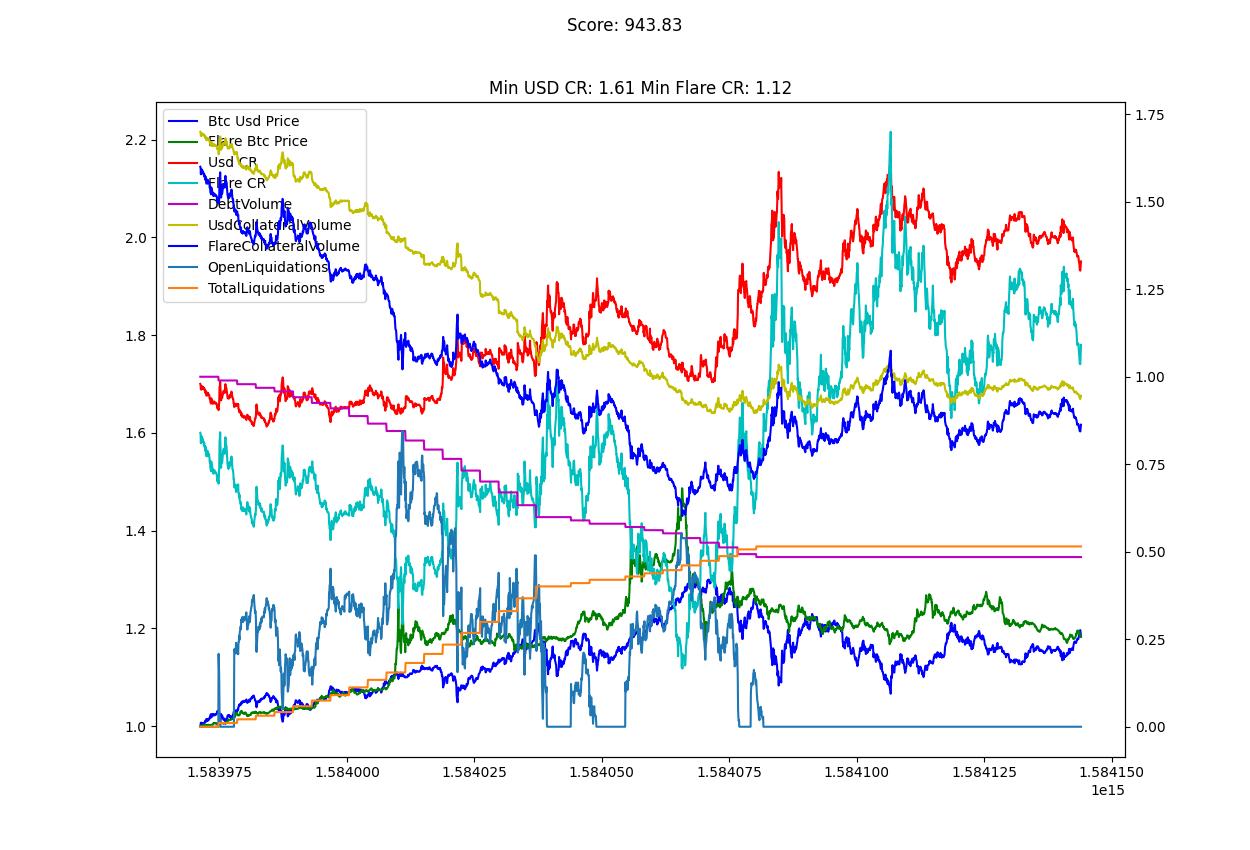 Score: 943.83
Min USD CR: 1.61 Min Flare CR: 1.12
Btc Usd Price
Flare Btc Price
Usd CR
Flare CR
DebtVolume
UsdCollateralVolume
FlareCollateralVolume
OpenLiquidations
TotalLiquidations
2.2
2.0
1.8
1.6
1.4
1.2
1.0
1.75
1.50
1.25
1.00
0.75
0.50
0.25
0.00
1.583975 1.584000 1.584025 1.584050 1.584075 1.584100 1.584125 1.584150
1e15